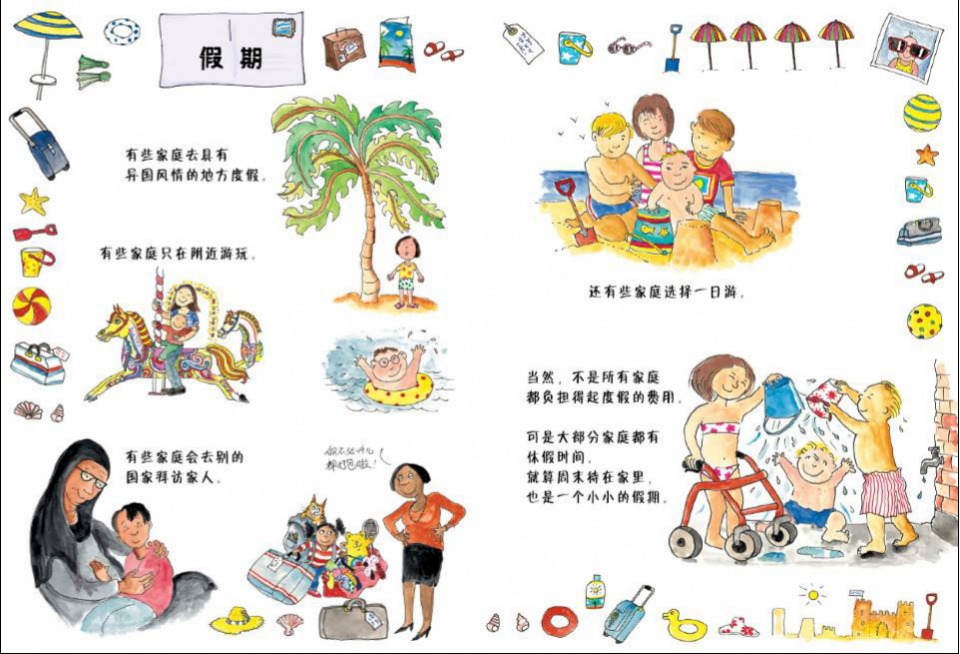 假期
有些家庭去具有
异国风情的地方度假。
有些家庭只在附近游玩。
有些家庭会去别的
国家拜访家人。
都打包啦!
还有些家庭选择一日游。
当然,不是所有家庭
都负担得起度假的费用。
可是大部分家庭都有
休假时间,
就算周末待在家里,
也是一个小小的假期。